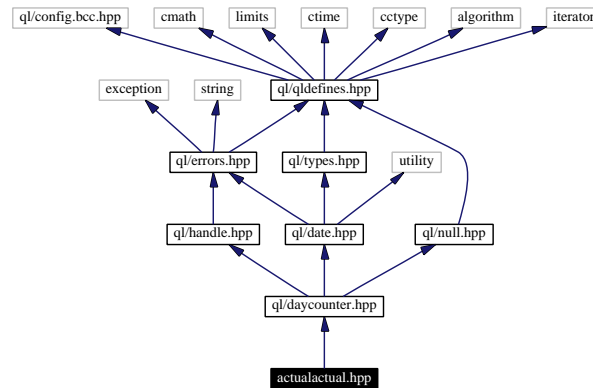 ql/config.bcc.hpp
cmath
limits
ctime
cctype
algorithm
iterator
exception
string
ql/qldefines.hpp
ql/errors.hpp
ql/types.hpp
utility
ql/handle.hpp
ql/date.hpp
ql/null.hpp
ql/daycounter.hpp
actualactual.hpp